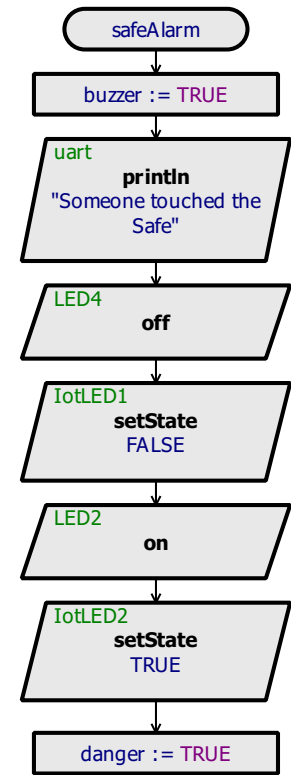 safeAlarm
buzzer := TRUE
uart
println
"Someone touched the
Safe"
LED4
off
IotLED1
setState
FALSE
LED2
on
IotLED2
setState
TRUE
danger := TRUE